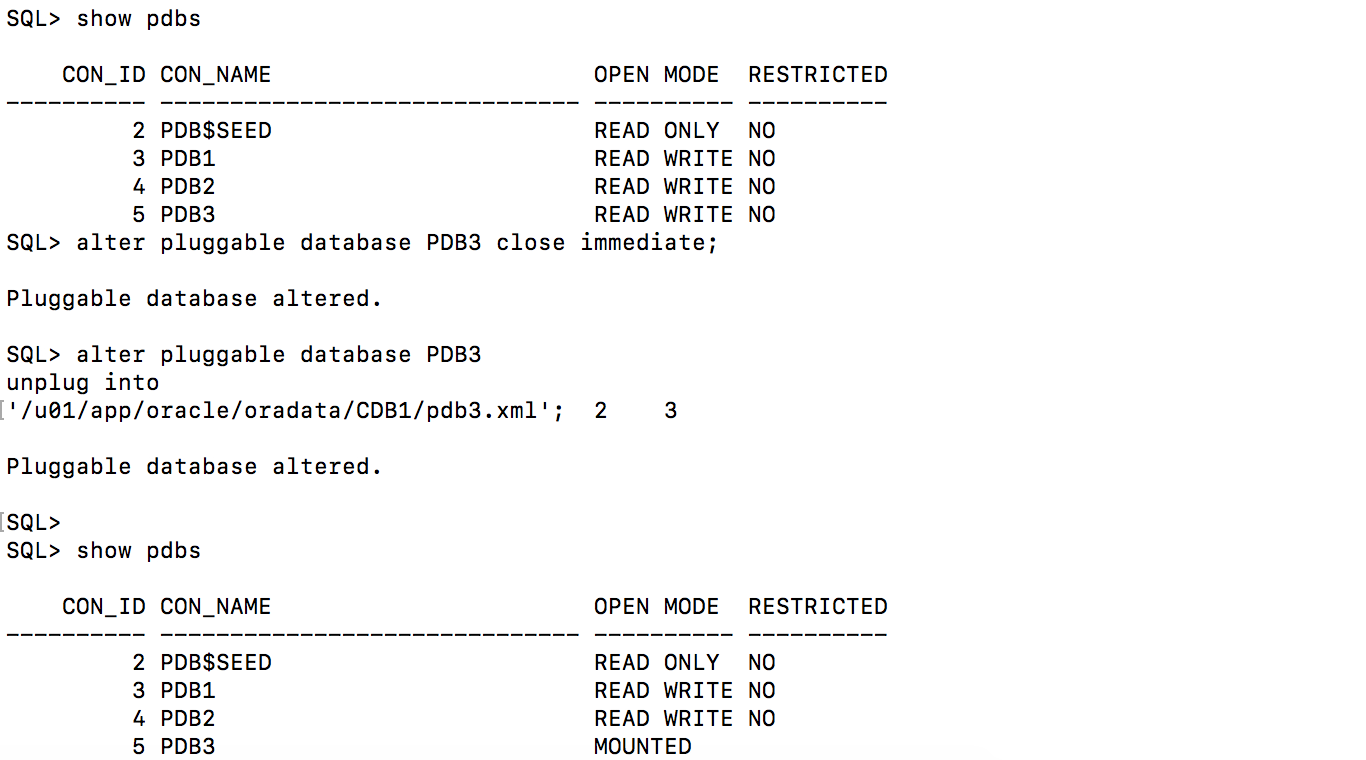 SQL> show pdbs
    CON_ID CON_NAME                       OPEN MODE  RESTRICTED
---------- ------------------------------ ---------- ----------
         2 PDB$SEED                       READ ONLY  NO
         3 PDB1                           READ WRITE NO
         4 PDB2                           READ WRITE NO
         5 PDB3                           READ WRITE NO
SQL> alter pluggable database PDB3 close immediate;
Pluggable database altered.
SQL> alter pluggable database PDB3
unplug into
['/u01/app/oracle/oradata/CDB1/pdb3.xml';  2    3
Pluggable database altered.
[SQL>
SQL> show pdbs
    CON_ID CON_NAME                       OPEN MODE  RESTRICTED
---------- ------------------------------ ---------- ----------
         2 PDB$SEED                       READ ONLY  NO
         3 PDB1                           READ WRITE NO
         4 PDB2                           READ WRITE NO
         5 PDB3                           MOUNTED